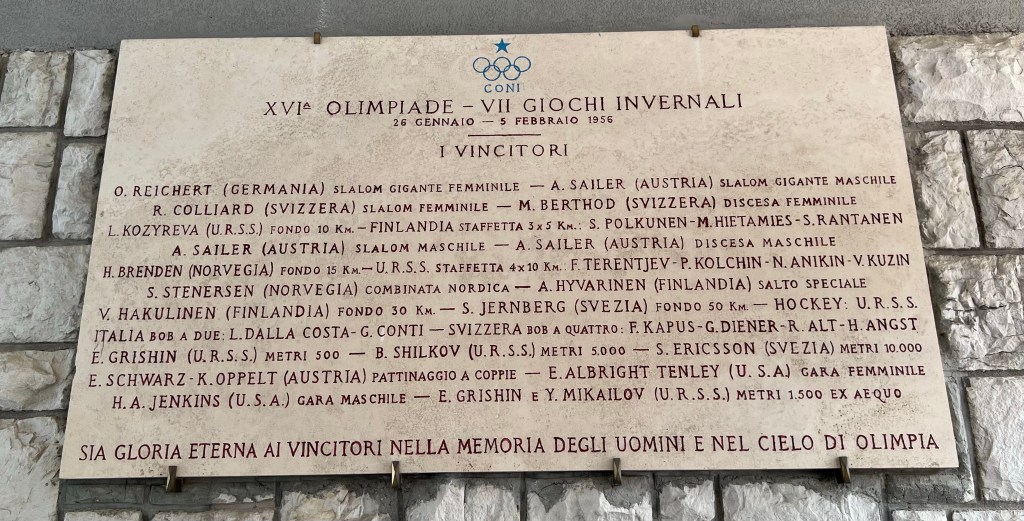 CONI
XVIª OLIMPIADE – VII GIOCHI INVERNALI
26 GENNAIO — 5 FEBBRAIO 1956
I VINCITORI
O. REICHERT (GERMANIA) SLALOM GIGANTE FEMMINILE — A. SAILER (AUSTRIA) SLALOM GIGANTE MASCHILE
R. COLLIARD (SVIZZERA) SLALOM FEMMINILE — M. BERTHOD (SVIZZERA) DISCESA FEMMINILE
L. KOZYREVA (U.R.S.S.) FONDO 10 KM. – FINLANDIA STAFFETTA 3x5 KM.: S. POLKUNEN - M. HIETAMIES - S. RANTANEN
A. SAILER (AUSTRIA) SLALOM MASCHILE — A. SAILER (AUSTRIA) DISCESA MASCHILE
H. BRENDEN (NORVEGIA) FONDO 15 KM — U.R.S.S. STAFFETTA 4x10 KM. F. TERENTJEV - P. KOLCHIN - N. ANIKIN - V. KUZIN
S. STENERSEN (NORVEGIA) COMBINATA NORDICA — A. HYVARINEN (FINLANDIA) SALTO SPECIALE
V. HAKULINEN (FINLANDIA) FONDO 30 KM — S. JERNBERG (SVEZIA) FONDO 50 KM. — HOCKEY: U.R.S.S.
ITALIA BOB A DUE: L. DALLA COSTA - G. CONTI — SVIZZERA BOB A QUATTRO: F. KAPUS - G. DIENER - R. ALT - H. ANGST
E. GRISHIN (U.R.S.S.) METRI 500 — B. SHILKOV (U.R.S.S.) METRI 5.000 — S. ERICSSON (SVEZIA) METRI 10.000
E. SCHWARZ - K. OPPELT (AUSTRIA) PATTINAGGIO A COPPIE — E. ALBRIGHT TENLEY (U.S.A) GARA FEMMINILE
H. A. JENKINS (U.S.A.) GARA MASCHILE — E. GRISHIN E Y. MIKAILOV (U.R.S.S.) METRI 1.500 EX AEQUO
SIA GLORIA ETERNA AI VINCITORI NELLA MEMORIA DEGLI UOMINI E NEL CIELO DI OLIMPIA